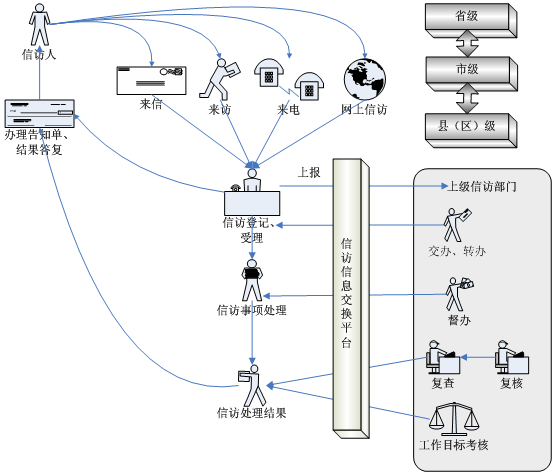 省级
信访人
市级
来信
来访
来电
网上信访
县（区）级
办理告知单、
结果答复
上报
上级信访部门
信访登记、
受理
交办、转办
信访信息交换平台
信访事项处理
督办
复查
复核
信访处理结果
工作目标考核